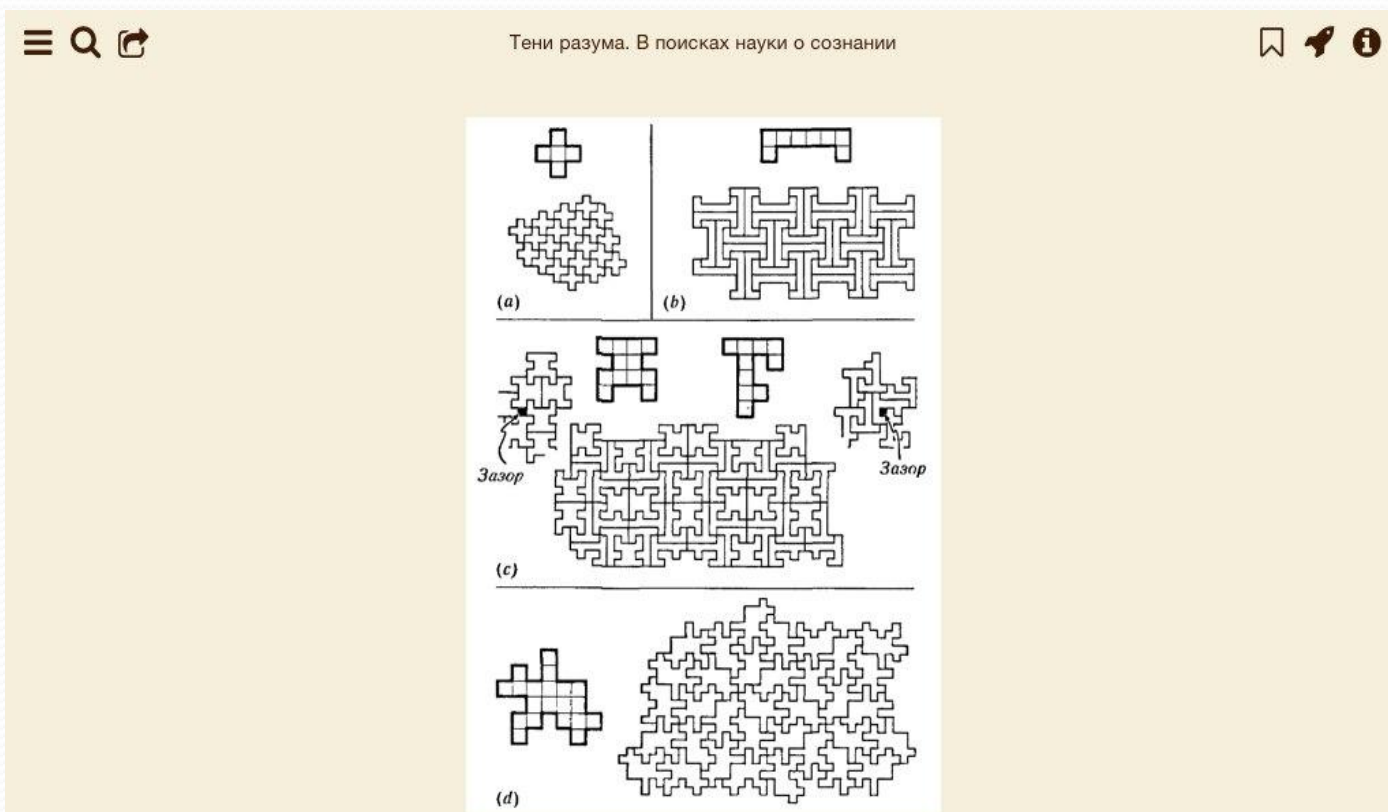 Тени разума. В поисках науки о сознании
(a)
(b)
Зазор
Зазор
(c)
(d)